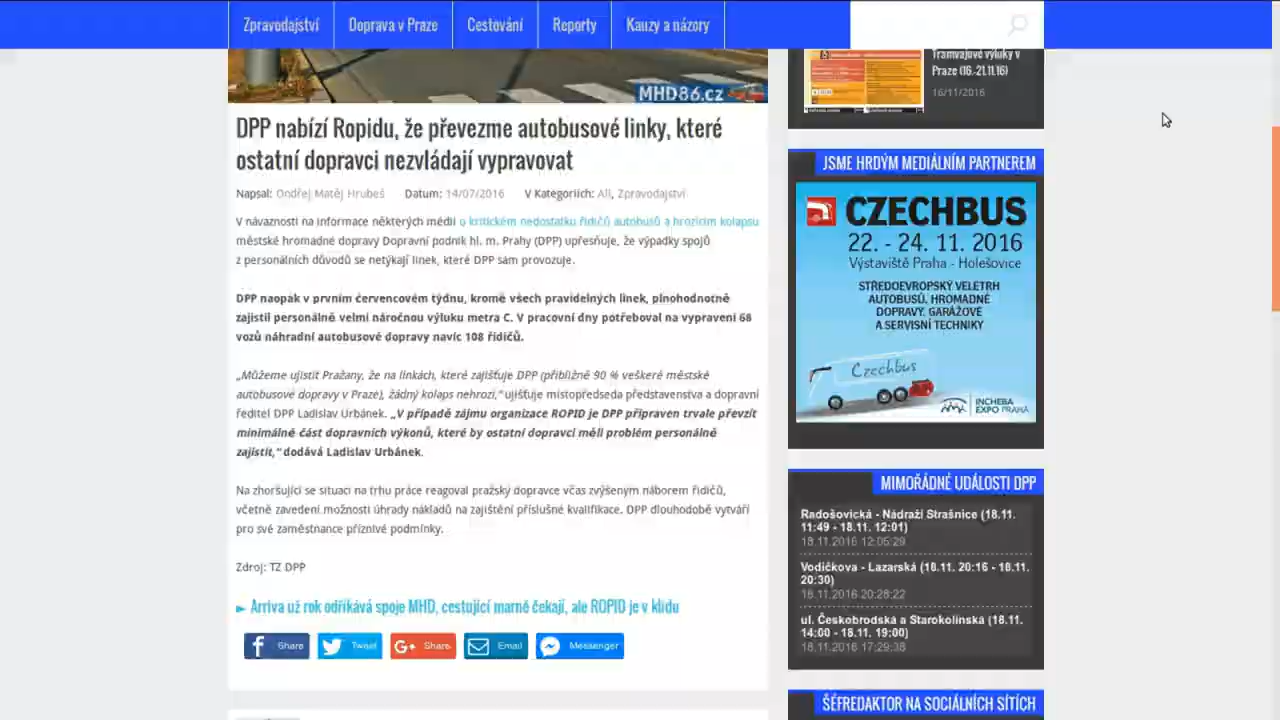 Zpravodajství
Doprava v Praze
Cestování
Reporty
Kauzy a názory
MHD86.cz
DPP nabízí Ropidu, že převezme autobusové linky, které
ostatní dopravci nezvládají vypravovat
Napsal: Ondřej Matěj Hrubeš Datum: 14/07/2016 V Kategoriích: All, Zpravodajství
V návaznosti na informace některých médií o kritickém nedostatku řidičů autobusů a hrozícím kolapsu
městské hromadné dopravy Dopravní podnik hl. m. Prahy (DPP) upřesňuje, že výpadky spojů
z personálních důvodů se netýkají linek, které DPP sám provozuje.
DPP naopak v prvním červencovém týdnu, kromě všech pravidelných linek, plnohodnotně
zajistil personálně velmi náročnou výluku metra C. V pracovní dny potřeboval na vypravení 68
vozů náhradní autobusové dopravy navíc 108 řidičů.
„Můžeme ujistit Pražany, že na linkách, které zajišťuje DPP (přibližně 90 % veškeré městské
autobusové dopravy v Praze), žádný kolaps nehrozí,“ ujišťuje místopředseda představenstva a dopravní
ředitel DPP Ladislav Urbánek. „V případě zájmu organizace ROPID je DPP připraven trvale převzít
minimálně část dopravních výkonů, které by ostatní dopravci měli problém personálně
zajistit,“ dodává Ladislav Urbánek.
Na zhoršující se situaci na trhu práce reagoval pražský dopravce včas zvýšeným náborem řidičů,
včetně zavedení možnosti úhrady nákladů na zajištění příslušné kvalifikace. DPP dlouhodobě vytváří
pro své zaměstnance příznivé podmínky.
Zdroj: TZ DPP
► Arriva už rok odříkává spoje MHD, cestující marně čekají, ale ROPID je v klidu
Share
Tweet
Share
Email
Messenger
Tramvajové výluky v
Praze (16.-21.11.16)
16/11/2016
JSME HRDÝM MEDIÁLNÍM PARTNEREM
CZECHBUS
22. - 24. 11. 2016
Výstaviště Praha - Holešovice
STŘEDOEVROPSKÝ VELETRH
AUTOBUSŮ, HROMADNÉ
DOPRAVY, GARÁŽOVÉ
A SERVISNÍ TECHNIKY
Czechbus
INCHEBA
EXPO PRAHA
MIMOŘÁDNÉ UDÁLOSTI DPP
Radošovická - Nádraží Strašnice (18.11.
11:49 - 18.11. 12:01)
18.11.2016 12:05:29
Vodičkova - Lazarská (18.11. 20:16 - 18.11.
20:30)
18.11.2016 20:28:22
ul. Českobrodská a Starokolínská (18.11.
14:00 - 18.11. 19:00)
18.11.2016 17:29:38
ŠÉFREDAKTOR NA SOCIÁLNÍCH SÍTÍCH